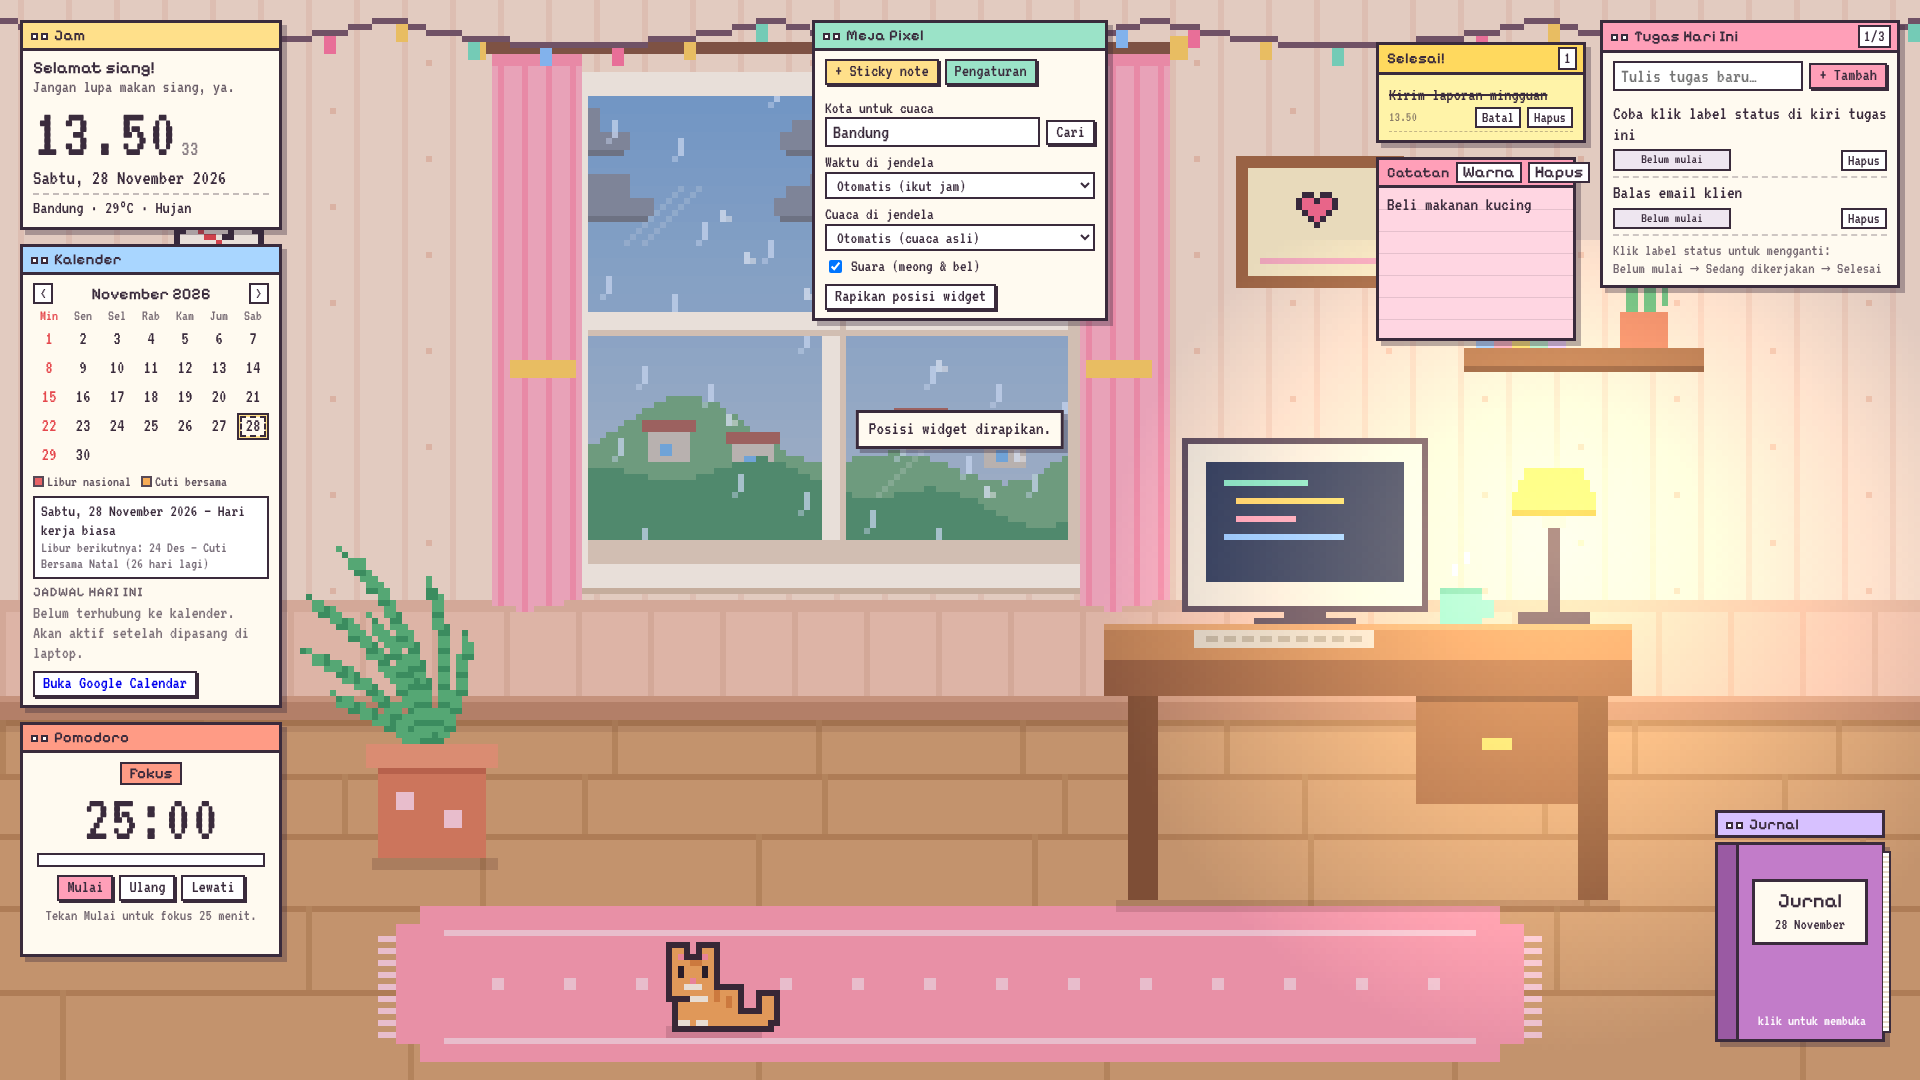 Jam
Selamat siang!
Jangan lupa makan siang, ya.
13.50 33
Sabtu, 28 November 2026
Bandung · 29°C · Hujan
Kalender
< November 2026 >
Min Sen Sel Rab Kam Jum Sab
1 2 3 4 5 6 7
8 9 10 11 12 13 14
15 16 17 18 19 20 21
22 23 24 25 26 27 28
29 30
Libur nasional Cuti bersama
Sabtu, 28 November 2026 — Hari
kerja biasa
Libur berikutnya: 24 Des — Cuti
Bersama Natal (26 hari lagi)
JADWAL HARI INI
Belum terhubung ke kalender.
Akan aktif setelah dipasang di
laptop.
Buka Google Calendar
Pomodoro
Fokus
25:00
Mulai Ulang Lewati
Tekan Mulai untuk fokus 25 menit.
Meja Pixel
+ Sticky note Pengaturan
Kota untuk cuaca
Bandung Cari
Waktu di jendela
Otomatis (ikut jam)
Cuaca di jendela
Otomatis (cuaca asli)
Suara (meong & bel)
Rapikan posisi widget
Posisi widget dirapikan.
Selesai! 1
Kirim laporan mingguan
13.50 Batal Hapus
Catatan Warna Hapus
Beli makanan kucing
Tugas Hari Ini 1/3
Tulis tugas baru… + Tambah
Coba klik label status di kiri tugas
ini
Belum mulai Hapus
Balas email klien
Belum mulai Hapus
Klik label status untuk mengganti:
Belum mulai → Sedang dikerjakan → Selesai
Jurnal
Jurnal
28 November
klik untuk membuka